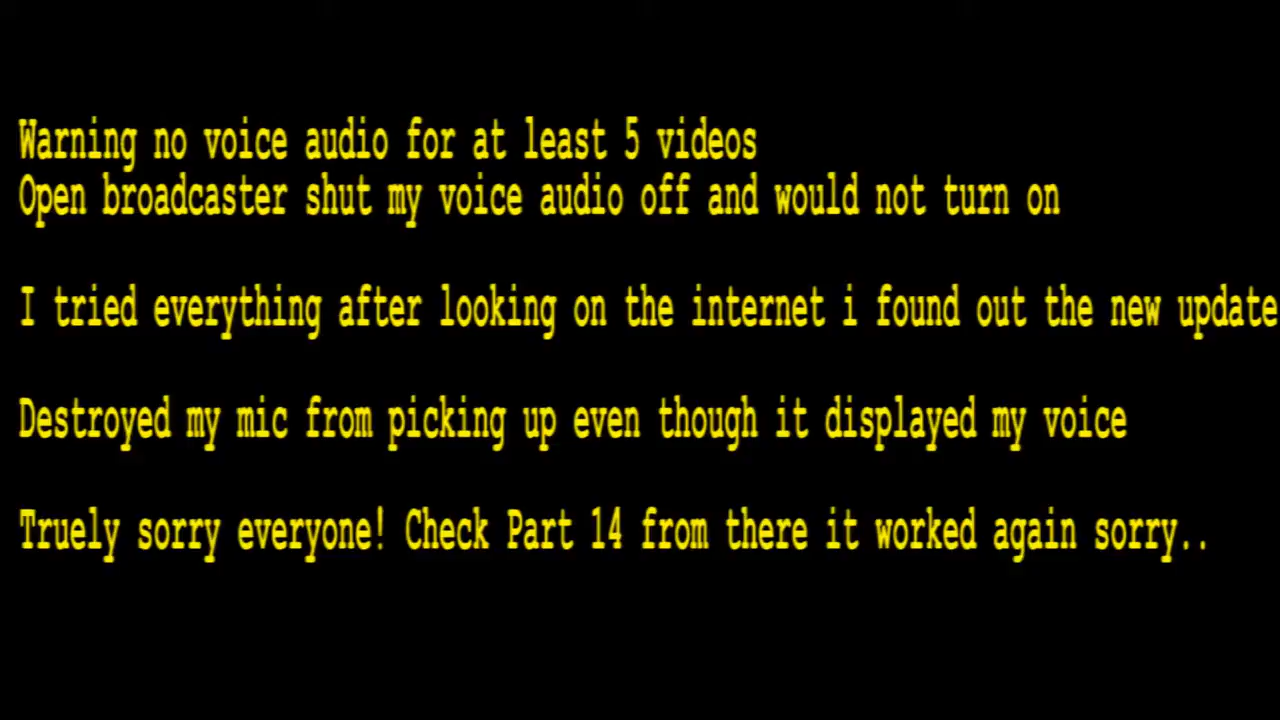 Warning no voice audio for at least 5 videos
Open broadcaster shut my voice audio off and would not turn on
I tried everything after looking on the internet i found out the new update
Destroyed my mic from picking up even though it displayed my voice
Truely sorry everyone! Check Part 14 from there it worked again sorry..